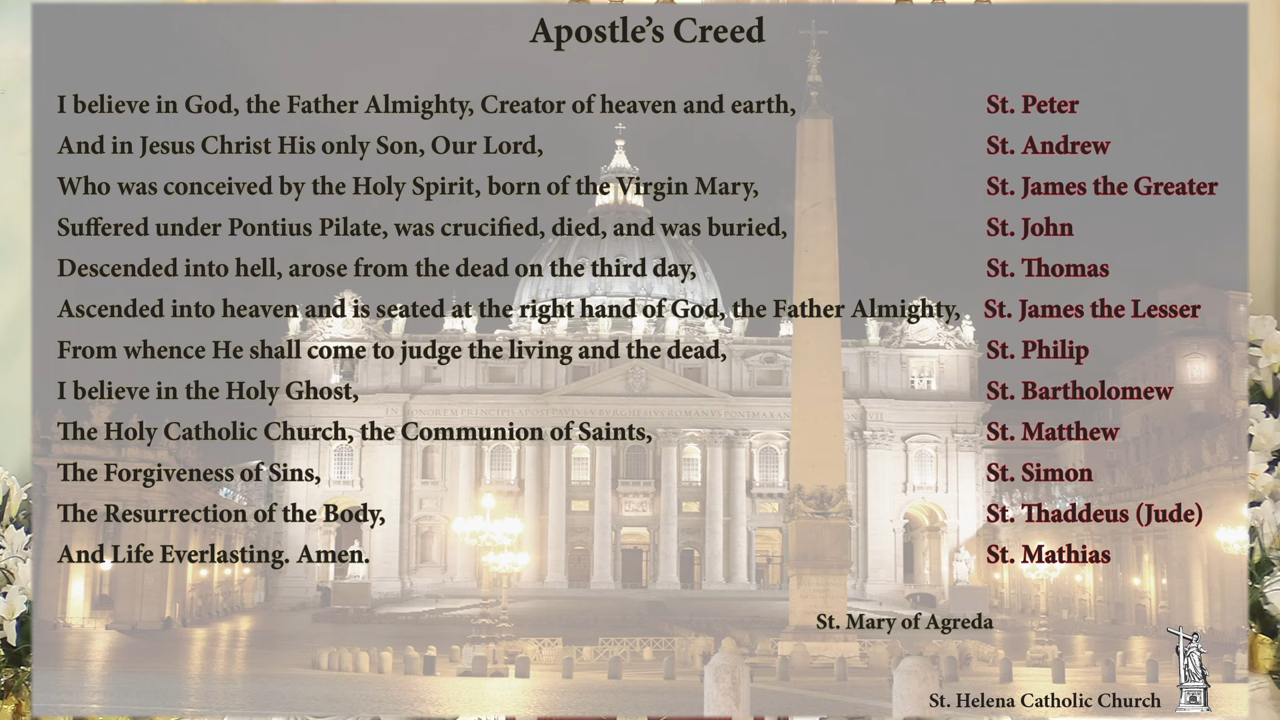 Apostle's Creed
I believe in God, the Father Almighty, Creator of heaven and earth, St. Peter
And in Jesus Christ His only Son, Our Lord, St. Andrew
Who was conceived by the Holy Spirit, born of the Virgin Mary, St. James the Greater
Suffered under Pontius Pilate, was crucified, died, and was buried, St. John
Descended into hell, arose from the dead on the third day, St. Thomas
Ascended into heaven and is seated at the right hand of God, the Father Almighty, St. James the Lesser
From whence He shall come to judge the living and the dead, St. Philip
I believe in the Holy Ghost, St. Bartholomew
The Holy Catholic Church, the Communion of Saints, St. Matthew
The Forgiveness of Sins, St. Simon
The Resurrection of the Body, St. Thaddeus (Jude)
And Life Everlasting. Amen. St. Mathias
St. Mary of Agreda
St. Helena Catholic Church